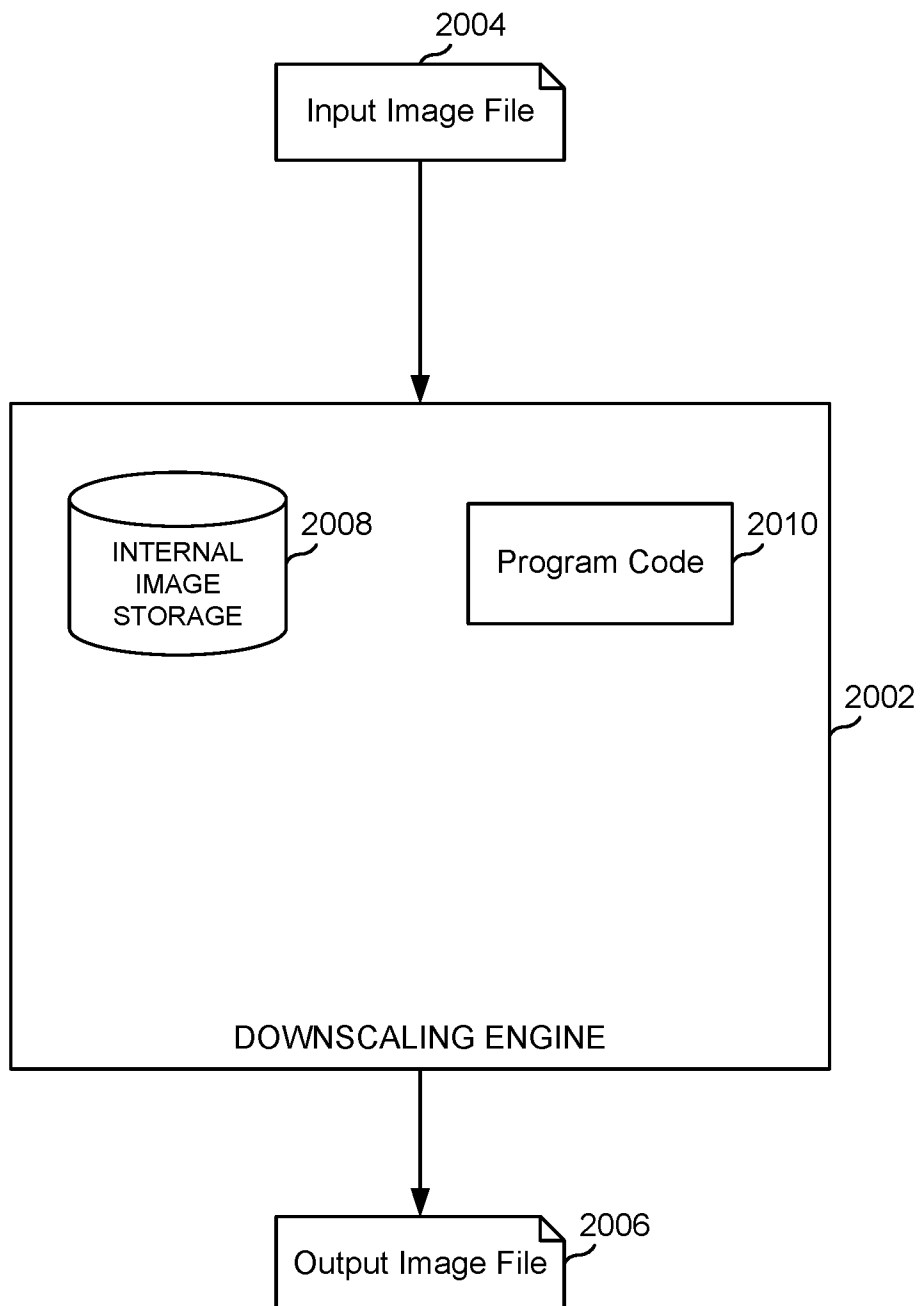 2004
Input Image File
INTERNAL
IMAGE
STORAGE
2008
Program Code
2010
2002
DOWNSCALING ENGINE
2006
Output Image File